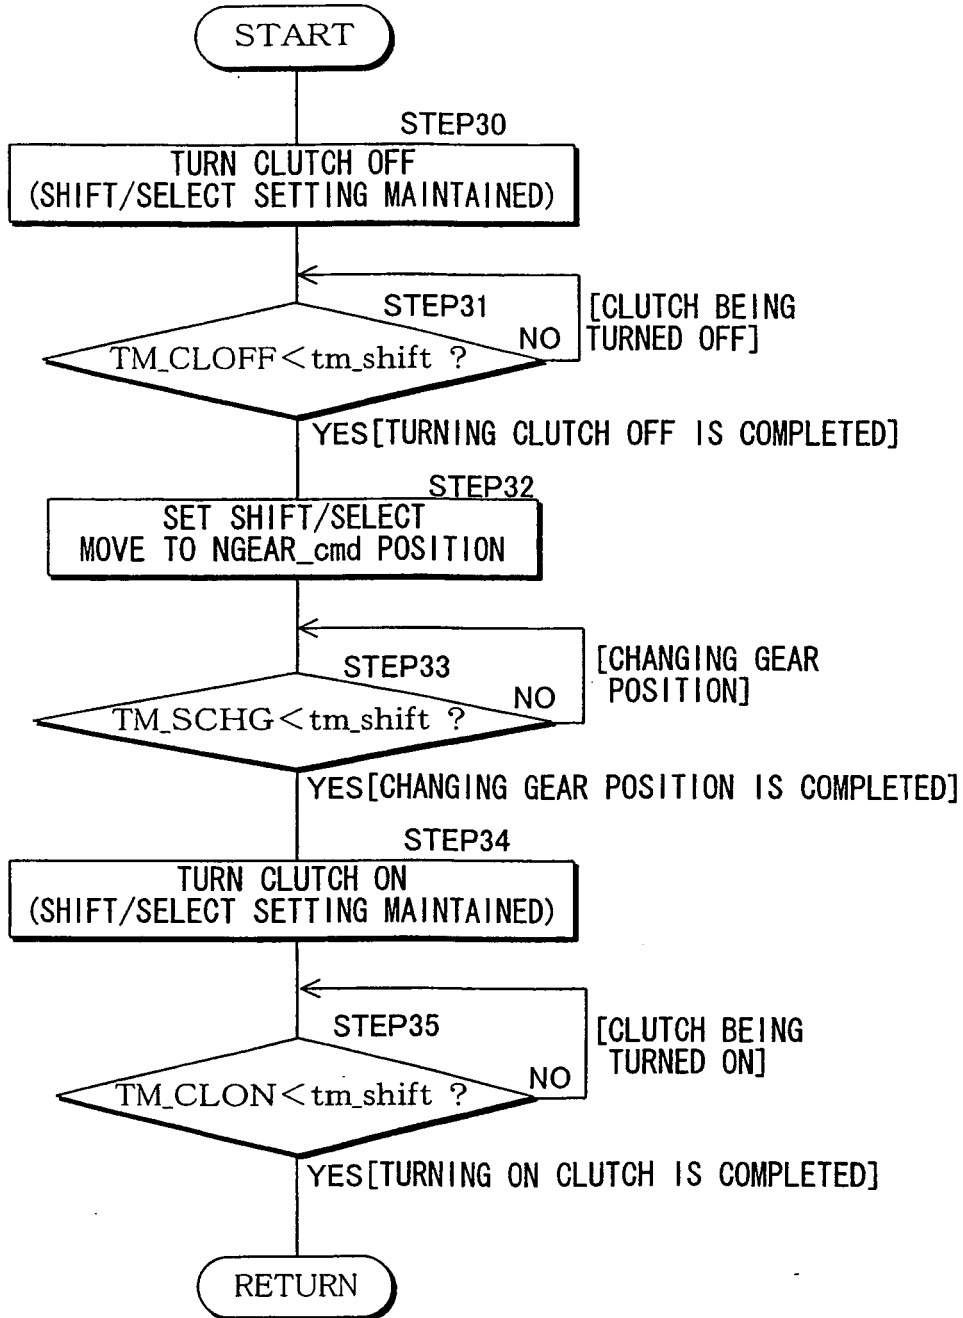 START
STEP30
TURN CLUTCH OFF
(SHIFT/SELECT SETTING MAINTAINED)
STEP31
[CLUTCH BEING
TURNED OFF]
NO
TM_CLOFF<tm_shift ?
YES[TURNING CLUTCH OFF IS COMPLETED]
STEP32
SET SHIFT/SELECT
MOVE TO NGEAR_cmd POSITION
STEP33
[CHANGING GEAR
POSITION]
NO
TM_SCHG<tm_shift ?
YES[CHANGING GEAR POSITION IS COMPLETED]
STEP34
TURN CLUTCH ON
(SHIFT/SELECT SETTING MAINTAINED)
STEP35
[CLUTCH BEING
TURNED ON]
NO
TM_CLON<tm_shift ?
YES[TURNING ON CLUTCH IS COMPLETED]
RETURN